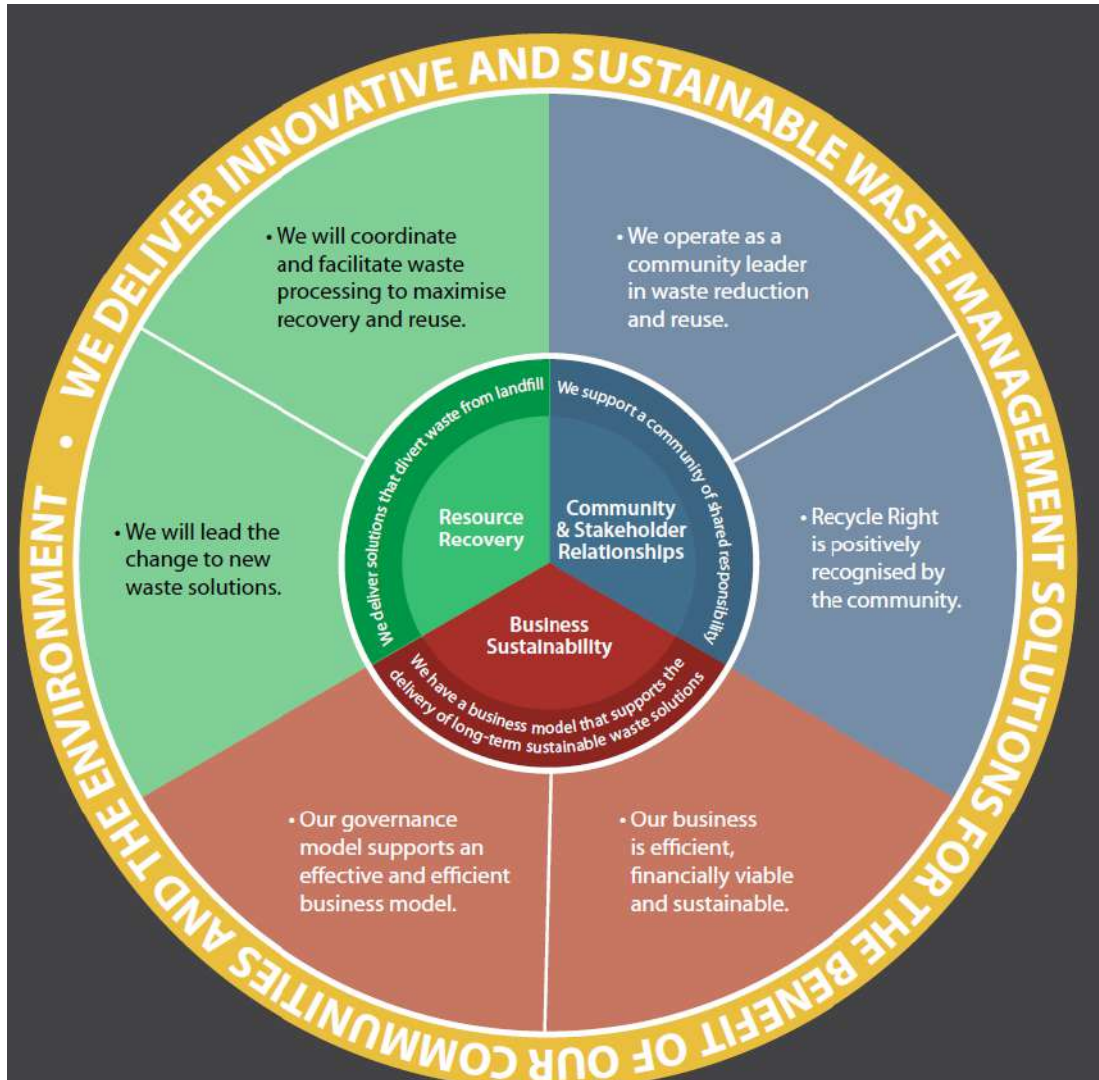 WE DELIVER INNOVATIVE AND SUSTAINABLE WASTE MANAGEMENT SOLUTIONS FOR THE BENEFIT OF OUR COMMUNITIES AND THE ENVIRONMENT •
• We will coordinate
and facilitate waste
processing to maximise
recovery and reuse.
• We operate as a
community leader
in waste reduction
and reuse.
We deliver solutions that divert waste from landfill
We support a community of shared responsibility
Resource
Recovery
Community
& Stakeholder
Relationships
• We will lead the
change to new
waste solutions.
• Recycle Right
is positively
recognised by
the community.
Business
Sustainability
We have a business model that supports the
delivery of long-term sustainable waste solutions
• Our governance
model supports an
effective and efficient
business model.
• Our business
is efficient,
financially viable
and sustainable.